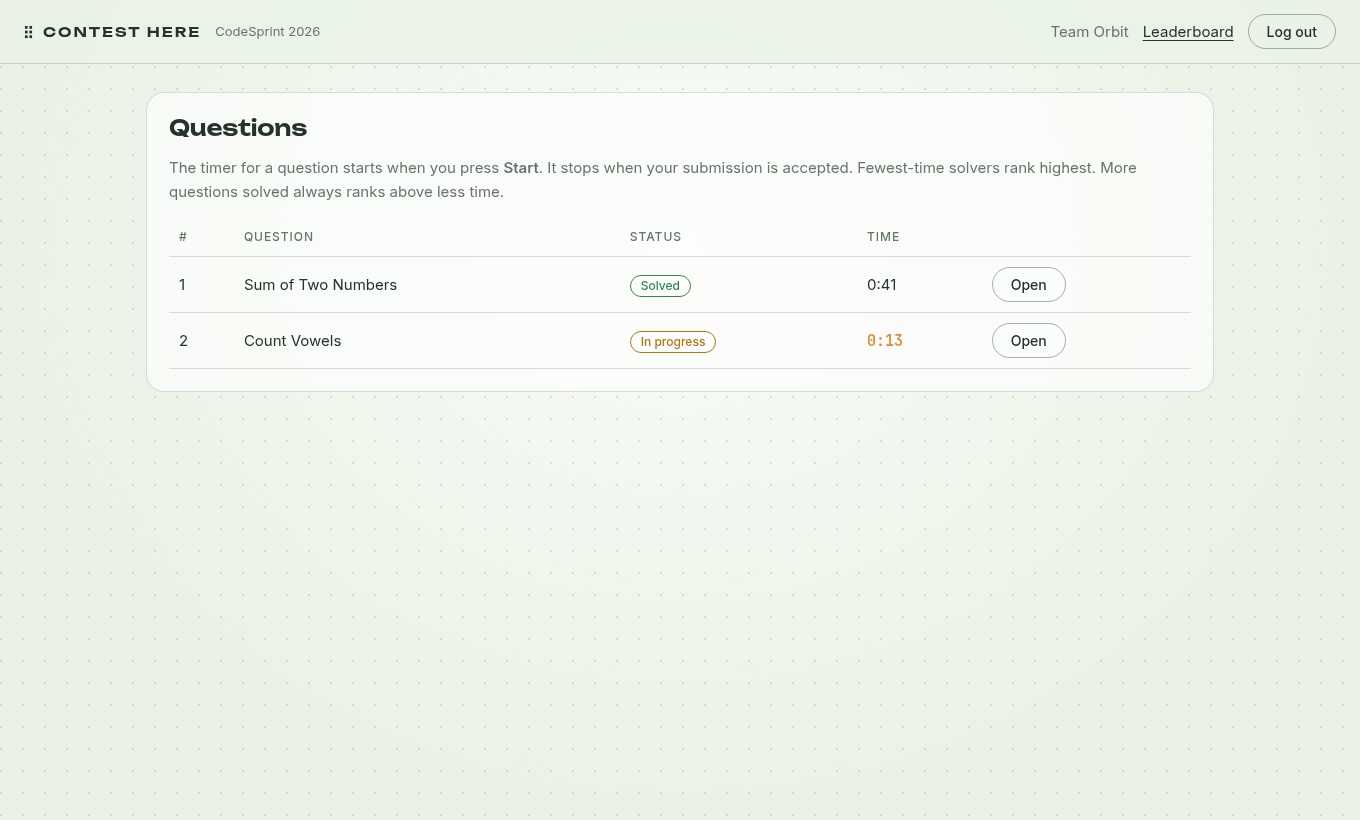 CONTEST HERE CodeSprint 2026 Team Orbit Leaderboard Log out
Questions
The timer for a question starts when you press Start. It stops when your submission is accepted. Fewest-time solvers rank highest. More
questions solved always ranks above less time.
# QUESTION STATUS TIME
1 Sum of Two Numbers Solved 0:41 Open
2 Count Vowels In progress 0:13 Open